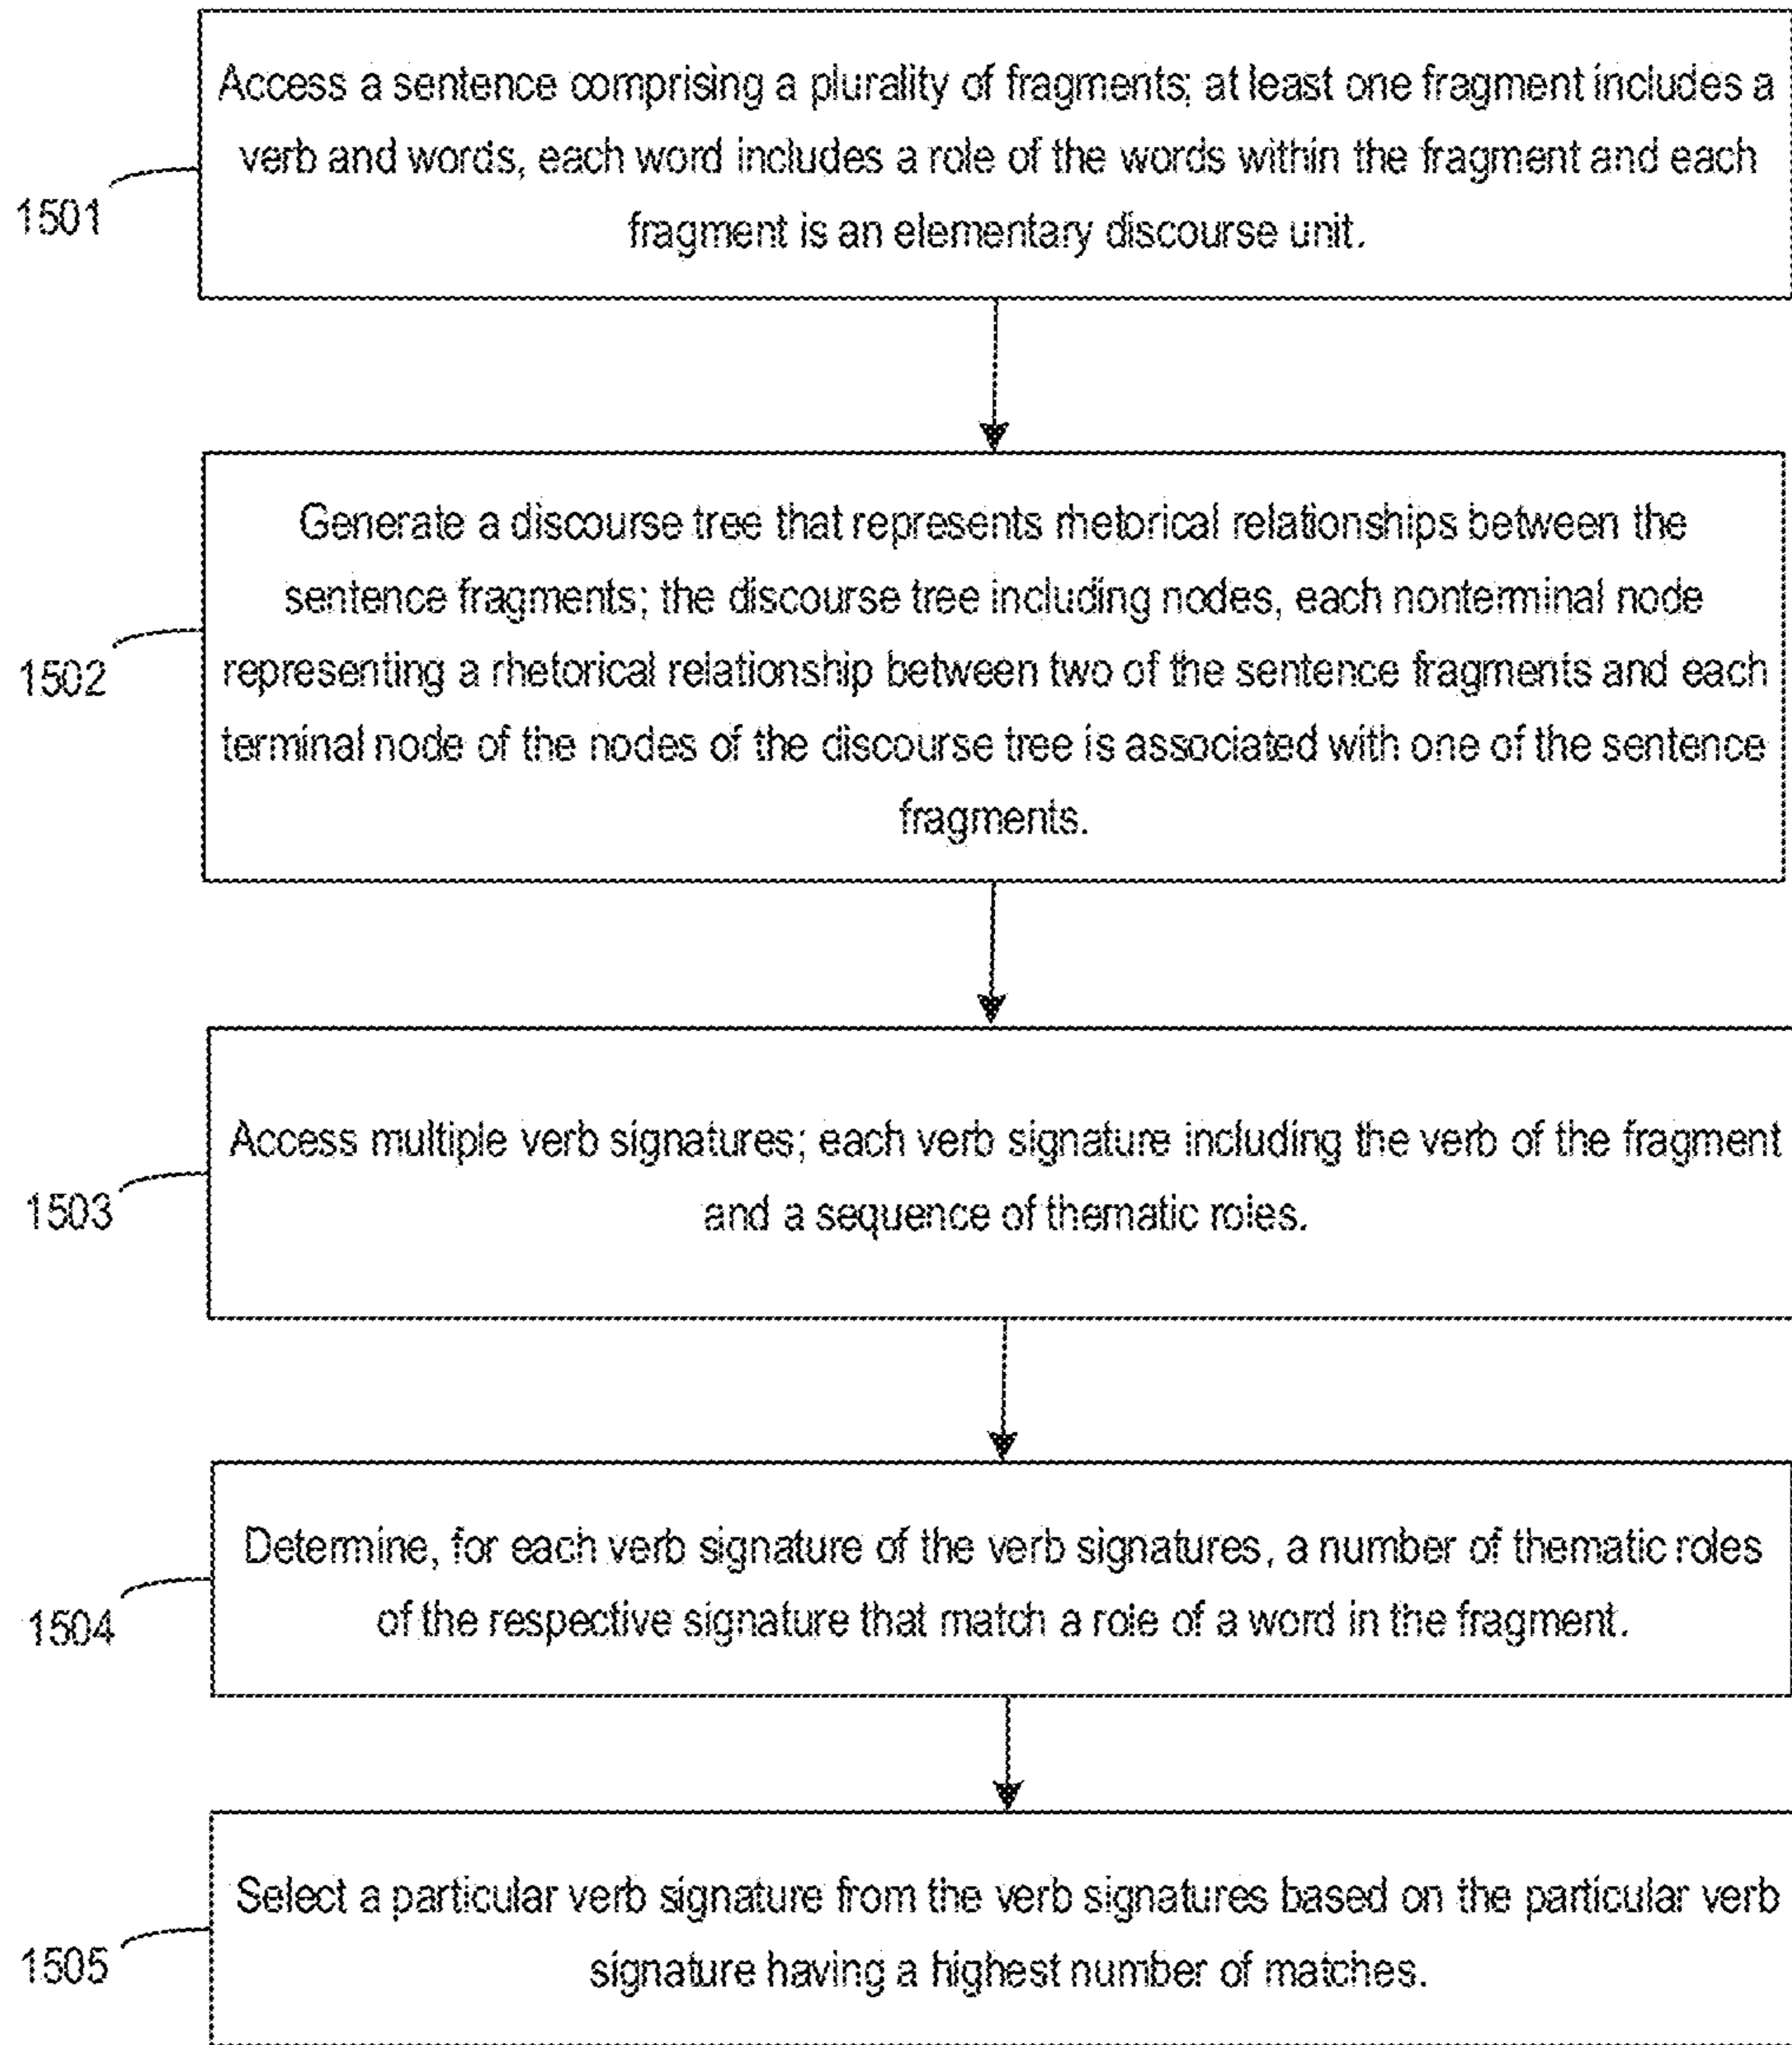 Access a sentence comprising a plurality of fragments; at least one fragment includes a
verb and words, each word includes a role of the words within the fragment and each
fragment is an elementary discourse unit.
1501
Generate a discourse tree that represents rhetorical relationships between the
sentence fragments; the discourse tree including nodes, each nonterminal node
representing a rhetorical relationship between two of the sentence fragments and each
terminal node of the nodes of the discourse tree is associated with one of the sentence
fragments.
1502
Access multiple verb signatures; each verb signature including the verb of the fragment
and a sequence of thematic roles.
1503
Determine, for each verb signature of the verb signatures, a number of thematic roles
of the respective signature that match a role of a word in the fragment.
1504
Select a particular verb signature from the verb signatures based on the particular verb
signature having a highest number of matches.
1505